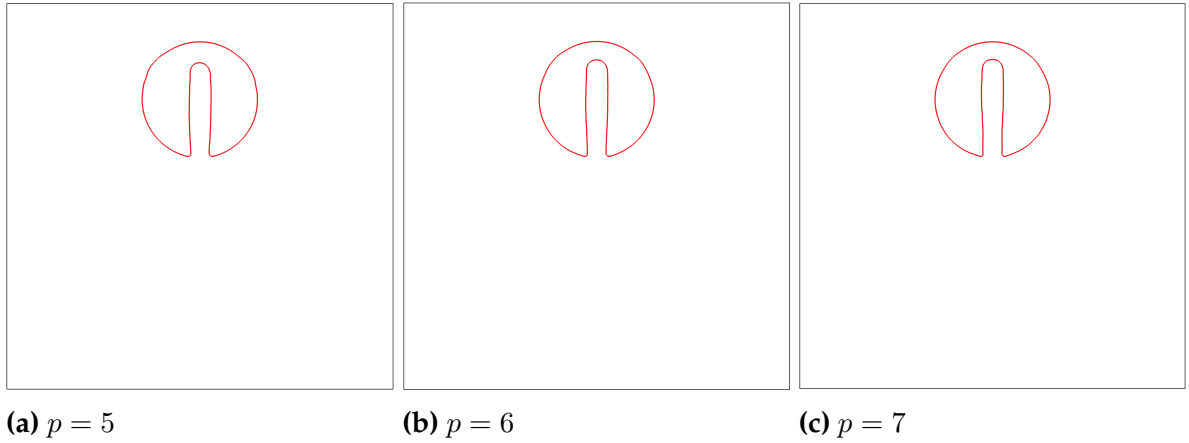 (a) p = 5
(b) p = 6
(c) p = 7